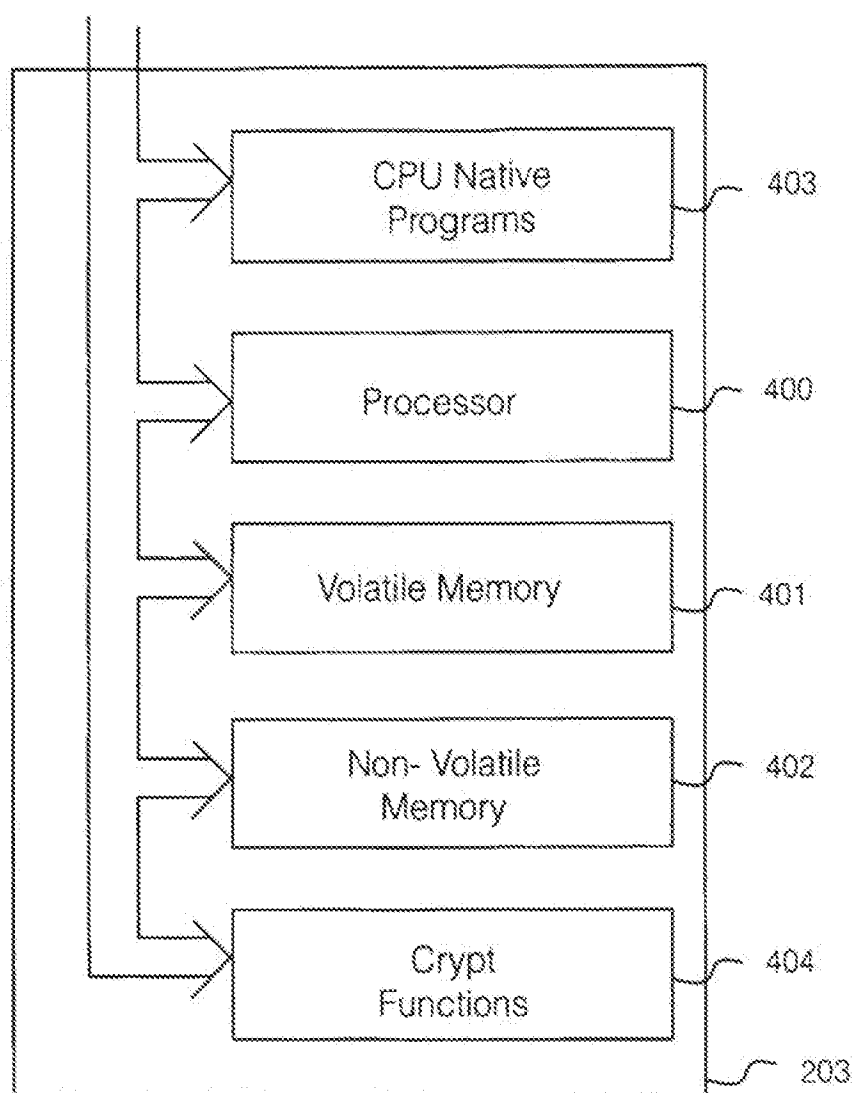 CPU Native
Programs
403
Processor
400
Volatile Memory
401
Non- Volatile
Memory
402
Crypt
Functions
404
203